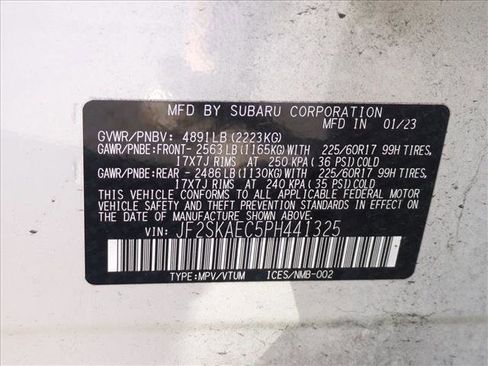 MFD BY SUBARU CORPORATION
MFD IN 01/23
GVWR/PNBV: 4891LB(2223KG)
GAWR/PNBE:FRONT- 2563LB(1165KG)WITH 225/60R17 99H TIRES,
17X7J RIMS AT 250 KPA( 36 PSI)COLD
GAWR/PNBE:REAR - 2486LB(1130KG)WITH 225/60R17 99H TIRES,
17X7J RIMS AT 240 KPA( 35 PSI)COLD
THIS VEHICLE CONFORMS TO ALL APPLICABLE FEDERAL MOTOR
VEHICLE SAFETY, BUMPER, AND THEFT PREVENTION STANDARDS IN
EFFECT ON THE DATE OF MANUFACTURE SHOWN ABOVE.
VIN: JF2SKAEC5PH441325
TYPE:MPV/VTUM ICES/NMB-002